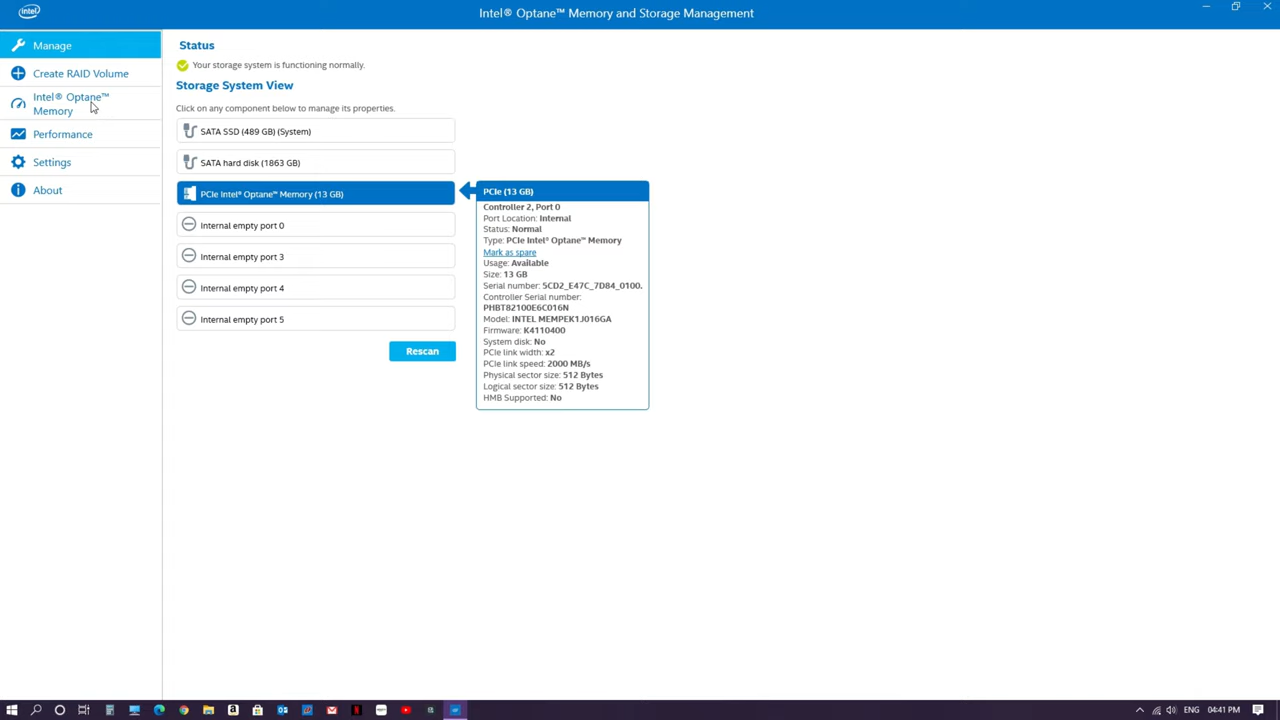 intel
Intel® Optane™ Memory and Storage Management
Manage
Create RAID Volume
Intel® Optane™
Memory
Performance
Settings
About
Status
Your storage system is functioning normally.
Storage System View
Click on any component below to manage its properties.
SATA SSD (489 GB) (System)
SATA hard disk (1863 GB)
PCIe Intel® Optane™ Memory (13 GB)
Internal empty port 0
Internal empty port 3
Internal empty port 4
Internal empty port 5
Rescan
PCIe (13 GB)
Controller 2, Port 0
Port Location: Internal
Status: Normal
Type: PCIe Intel® Optane™ Memory
Mark as spare
Usage: Available
Size: 13 GB
Serial number: 5CD2_E47C_7D84_0100.
Controller Serial number:
PHBT82100E6C016N
Model: INTEL MEMPEK1J016GA
Firmware: K4110400
System disk: No
PCIe link width: x2
PCIe link speed: 2000 MB/s
Physical sector size: 512 Bytes
Logical sector size: 512 Bytes
HMB Supported: No
ENG
04:41 PM